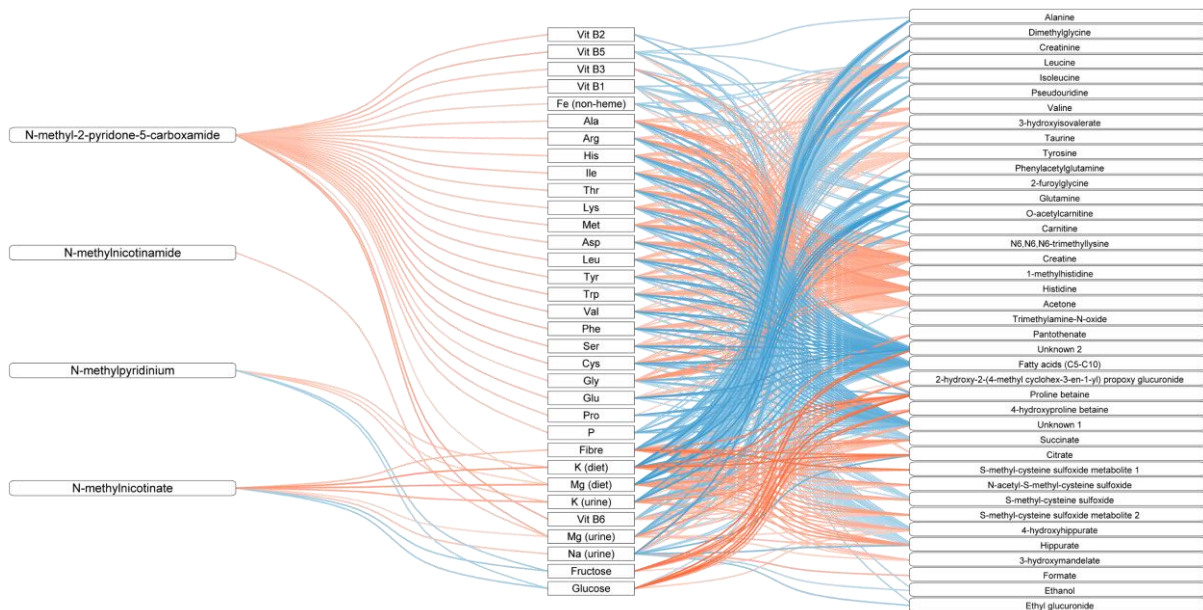 N-methyl-2-pyridone-5-carboxamide
N-methylnicotinamide
N-methylpyridinium
N-methylnicotinate
Vit B2
Vit B5
Vit B3
Vit B1
Fe (non-heme)
Ala
Arg
His
Ile
Thr
Lys
Met
Asp
Leu
Tyr
Trp
Val
Phe
Ser
Cys
Gly
Glu
Pro
P
Fibre
K (diet)
Mg (diet)
K (urine)
Vit B6
Mg (urine)
Na (urine)
Fructose
Glucose
Alanine
Dimethylglycine
Creatinine
Leucine
Isoleucine
Pseudouridine
Valine
3-hydroxyisovalerate
Taurine
Tyrosine
Phenylacetylglutamine
2-furoylglycine
Glutamine
O-acetylcarnitine
Carnitine
N6,N6,N6-trimethyllysine
Creatine
1-methylhistidine
Histidine
Acetone
Trimethylamine-N-oxide
Pantothenate
Unknown 2
Fatty acids (C5-C10)
2-hydroxy-2-(4-methyl cyclohex-3-en-1-yl) propoxy glucuronide
Proline betaine
4-hydroxyproline betaine
Unknown 1
Succinate
Citrate
S-methyl-cysteine sulfoxide metabolite 1
N-acetyl-S-methyl-cysteine sulfoxide
S-methyl-cysteine sulfoxide
S-methyl-cysteine sulfoxide metabolite 2
4-hydroxyhippurate
Hippurate
3-hydroxymandelate
Formate
Ethanol
Ethyl glucuronide